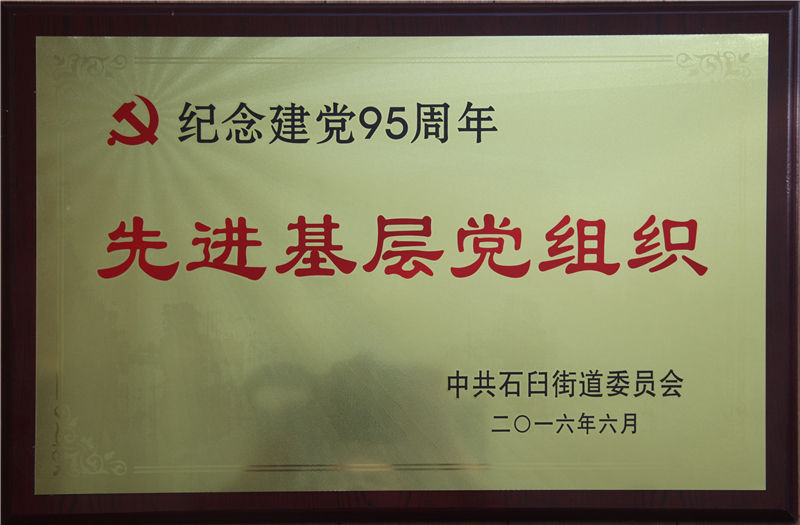 纪念建党95周年
先进基层党组织
中共石臼街道委员会
二〇一六年六月